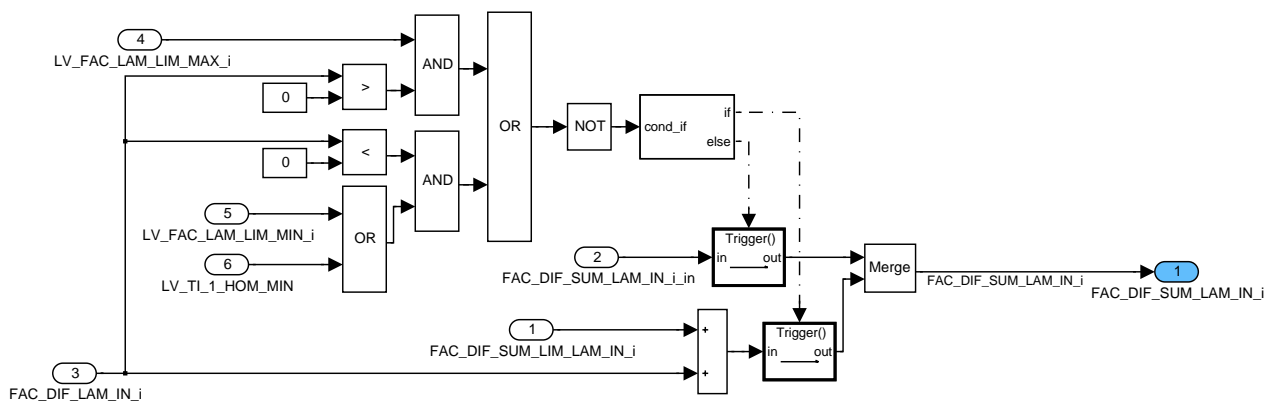 4
LV_FAC_LAM_LIM_MAX_i
AND
0
>
OR
NOT
cond_if
if
else
0
<
AND
5
LV_FAC_LAM_LIM_MIN_i
OR
6
LV_TI_1_HOM_MIN
2
FAC_DIF_SUM_LAM_IN_i_in
Trigger()
in
out
Merge
FAC_DIF_SUM_LAM_IN_i
1
FAC_DIF_SUM_LAM_IN_i
1
FAC_DIF_SUM_LIM_LAM_IN_i
+
+
Trigger()
in
out
3
FAC_DIF_LAM_IN_i